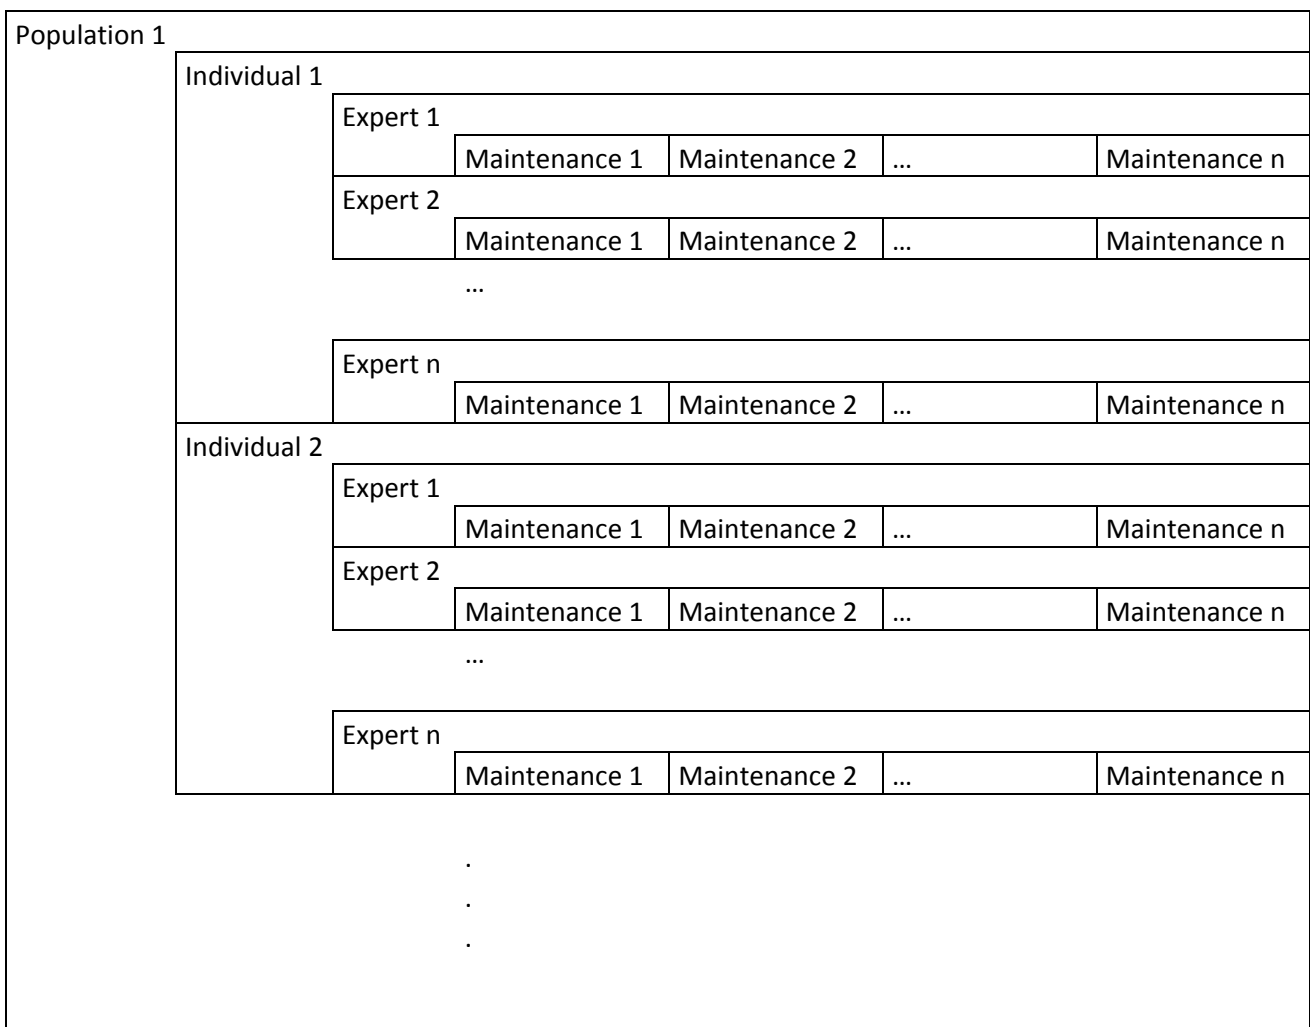 Population 1
Individual 1
Expert 1
Maintenance 1 Maintenance 2 ... Maintenance n
Expert 2
Maintenance 1 Maintenance 2 ... Maintenance n
...
Expert n
Maintenance 1 Maintenance 2 ... Maintenance n
Individual 2
Expert 1
Maintenance 1 Maintenance 2 ... Maintenance n
Expert 2
Maintenance 1 Maintenance 2 ... Maintenance n
...
Expert n
Maintenance 1 Maintenance 2 ... Maintenance n
.
.
.